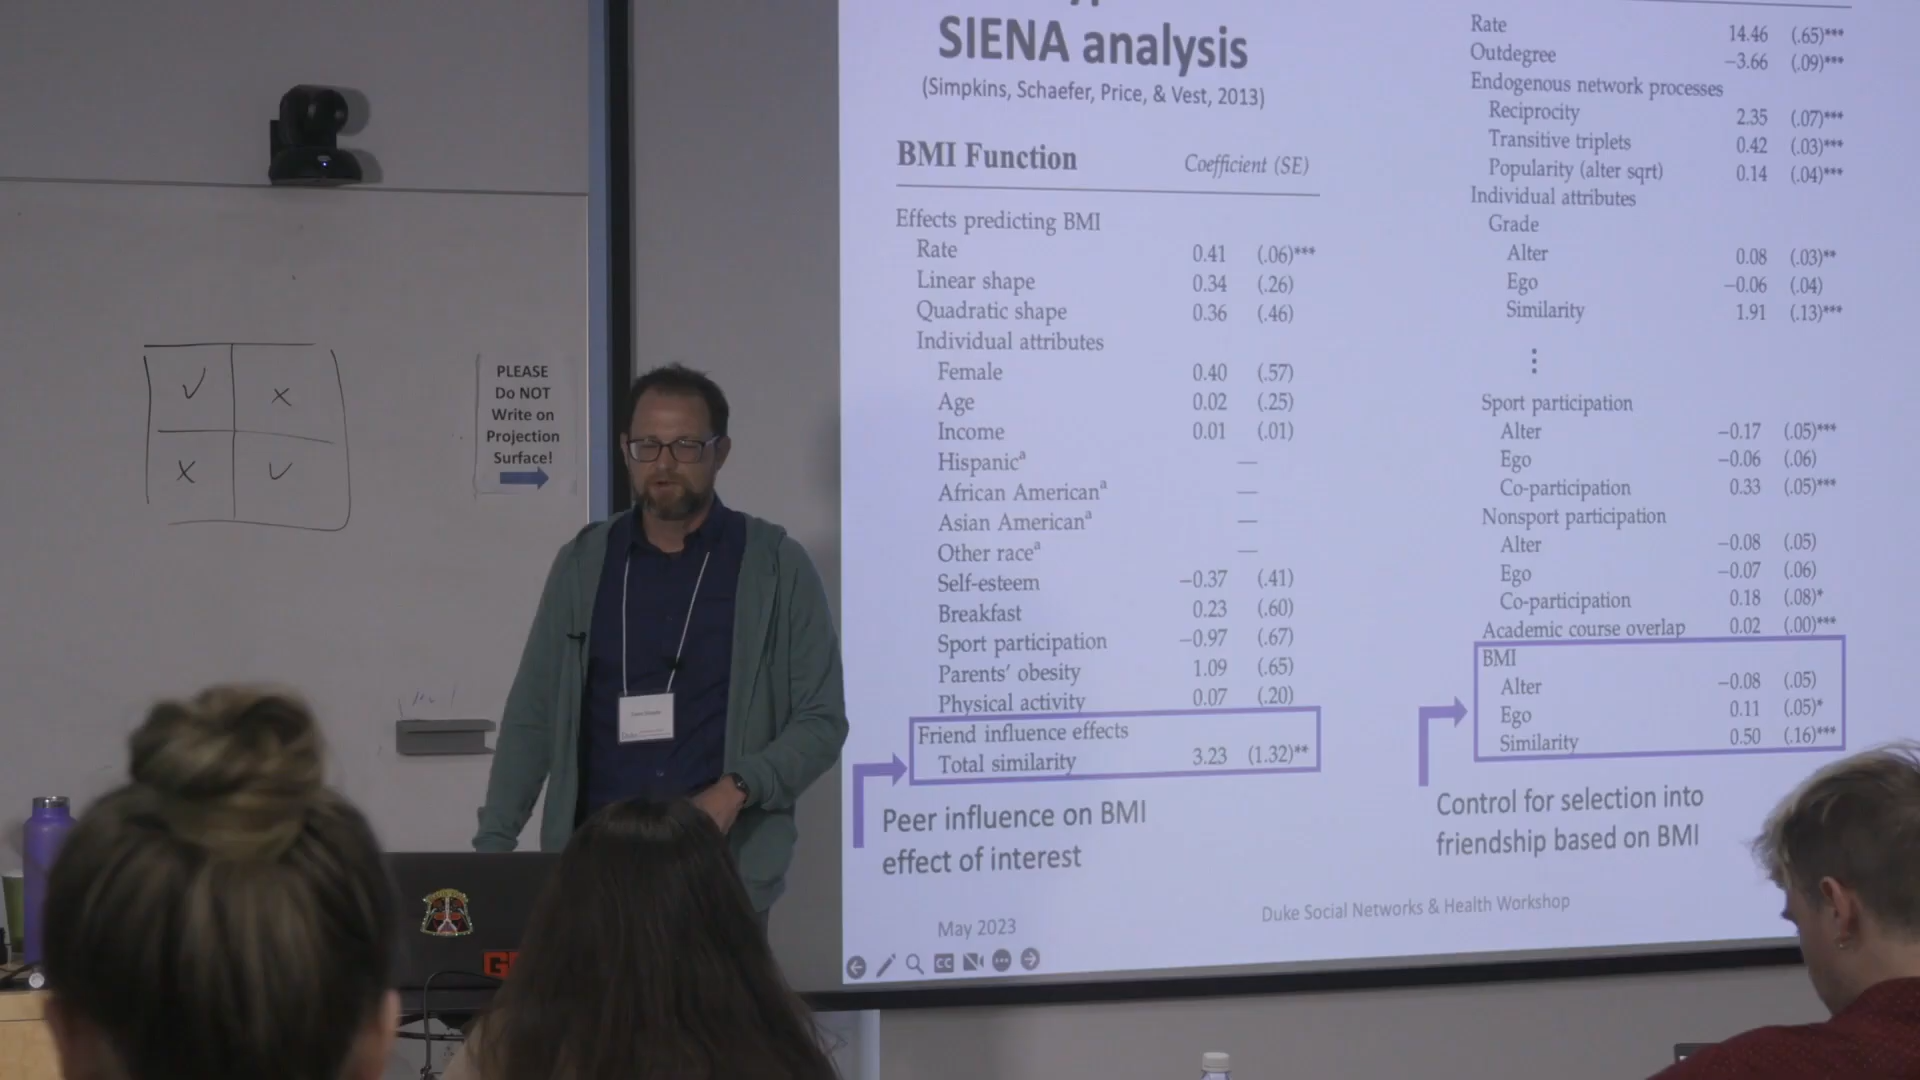 SIENA analysis
(Simpkins, Schaefer, Price, & Vest, 2013)
BMI Function Coefficient (SE)
Effects predicting BMI
Rate 0.41 (.06)***
Linear shape 0.34 (.26)
Quadratic shape 0.36 (.46)
Individual attributes
Female 0.40 (.57)
Age 0.02 (.25)
Income 0.01 (.01)
Hispanicª —
African Americanª —
Asian Americanª —
Other raceª —
Self-esteem −0.37 (.41)
Breakfast 0.23 (.60)
Sport participation −0.97 (.67)
Parents' obesity 1.09 (.65)
Physical activity 0.07 (.20)
Friend influence effects
Total similarity 3.23 (1.32)**
Peer influence on BMI
effect of interest
May 2023
Rate 14.46 (.65)***
Outdegree −3.66 (.09)***
Endogenous network processes
Reciprocity 2.35 (.07)***
Transitive triplets 0.42 (.03)***
Popularity (alter sqrt) 0.14 (.04)***
Individual attributes
Grade
Alter 0.08 (.03)**
Ego −0.06 (.04)
Similarity 1.91 (.13)***
⋮
Sport participation
Alter −0.17 (.05)***
Ego −0.06 (.06)
Co-participation 0.33 (.05)***
Nonsport participation
Alter −0.08 (.05)
Ego −0.07 (.06)
Co-participation 0.18 (.08)*
Academic course overlap 0.02 (.00)***
BMI
Alter −0.08 (.05)
Ego 0.11 (.05)*
Similarity 0.50 (.16)***
Control for selection into
friendship based on BMI
Duke Social Networks & Health Workshop
CC
PLEASE
Do NOT
Write on
Projection
Surface!